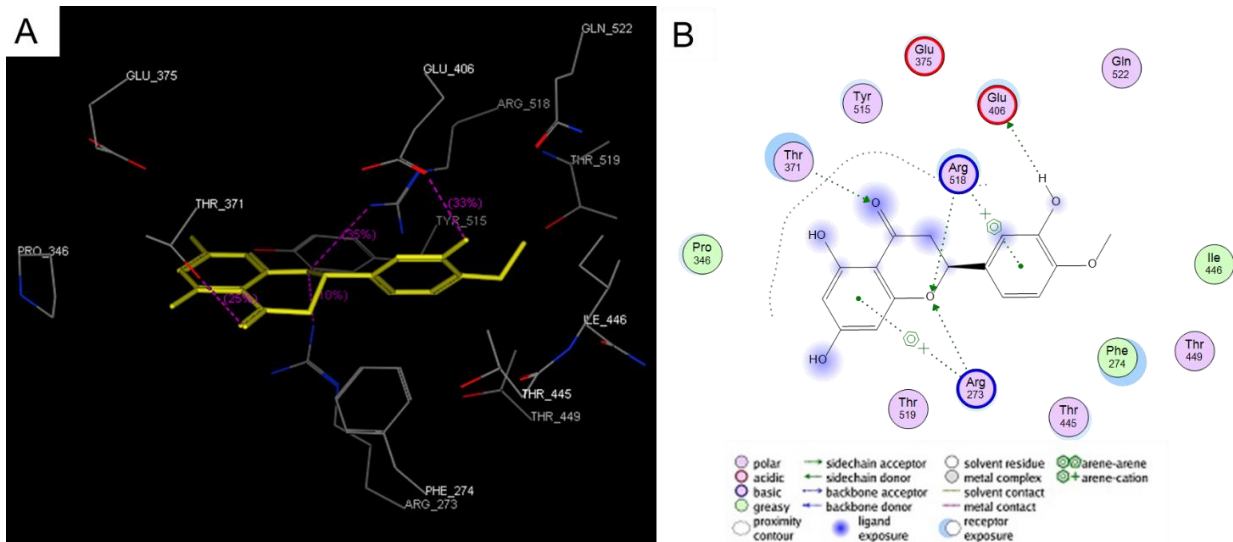 A
GLN_522
GLU_406
GLU_375
ARG_518
THR_519
(33%)
THR_371
TYR_515
(35%)
PRO_346
(25%)
10%)
ILE_446
THR_445
THR_449
PHE_274
ARG_273
B
Glu
375
Gln
522
Tyr
515
Glu
406
Thr
371
Arg
518
H
O
O
HO
Pro
346
O
Ile
446
O
HO
Thr
449
Phe
274
Arg
273
Thr
519
Thr
445
polar
acidic
basic
greasy
proximity
contour
sidechain acceptor
sidechain donor
backbone acceptor
backbone donor
ligand
exposure
solvent residue
metal complex
solvent contact
metal contact
receptor
exposure
arene-arene
arene-cation